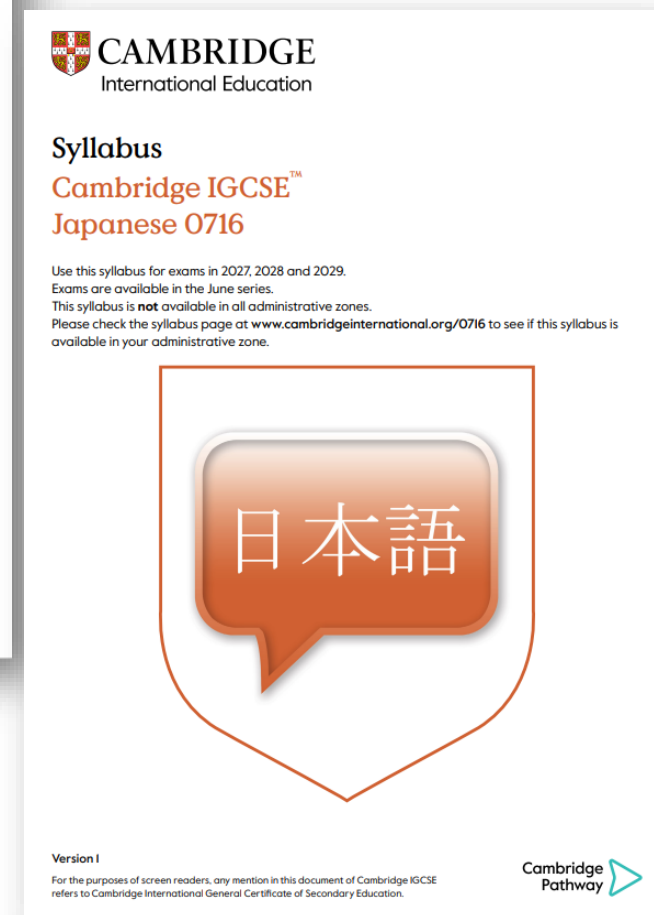 CAMBRIDGE
International Education
Syllabus
Cambridge IGCSE™
Japanese 0716
Use this syllabus for exams in 2027, 2028 and 2029.
Exams are available in the June series.
This syllabus is not available in all administrative zones.
Please check the syllabus page at www.cambridgeinternational.org/0716 to see if this syllabus is
available in your administrative zone.
日本語
Version 1
For the purposes of screen readers, any mention in this document of Cambridge IGCSE
refers to Cambridge International General Certificate of Secondary Education.
Cambridge
Pathway